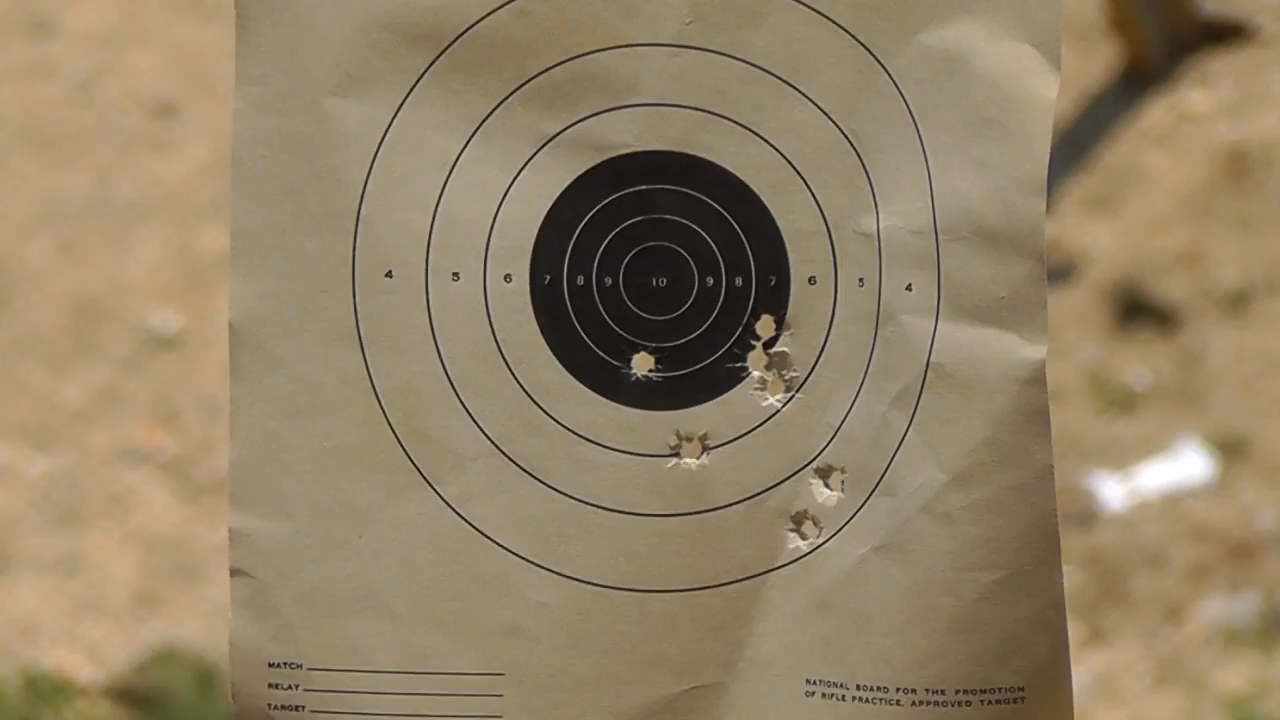 4 5 6 7 8 9 10 9 8 7 6 5 4
MATCH
RELAY
TARGET
NATIONAL BOARD FOR THE PROMOTION
OF RIFLE PRACTICE, APPROVED TARGET